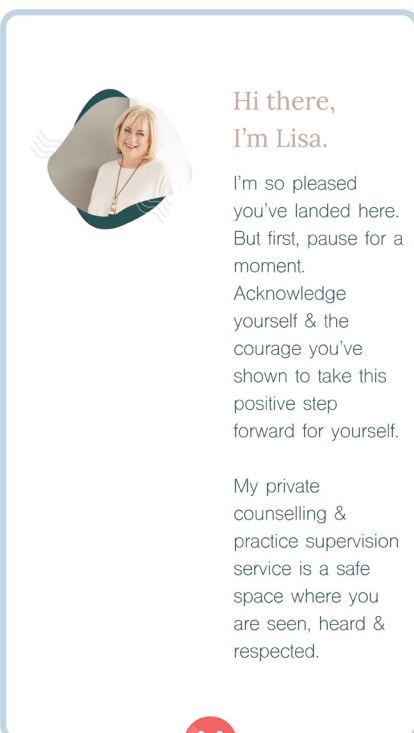 Hi there,
I’m Lisa.
I’m so pleased
you’ve landed here.
But first, pause for a
moment.
Acknowledge
yourself & the
courage you’ve
shown to take this
positive step
forward for yourself.
My private
counselling &
practice supervision
service is a safe
space where you
are seen, heard &
respected.